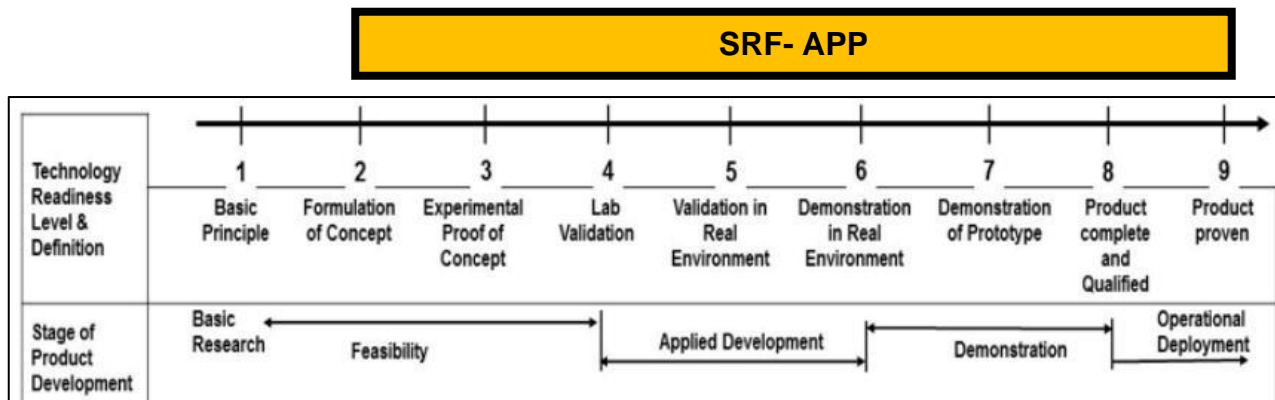 SRF- APP
Technology
Readiness
Level &
Definition
1 2 3 4 5 6 7 8 9
Basic
Principle
Formulation
of Concept
Experimental
Proof of
Concept
Lab
Validation
Validation in
Real
Environment
Demonstration
in Real
Environment
Demonstration
of Prototype
Product
complete
and
Qualified
Product
proven
Stage of
Product
Development
Basic
Research
Feasibility
Applied Development
Demonstration
Operational
Deployment